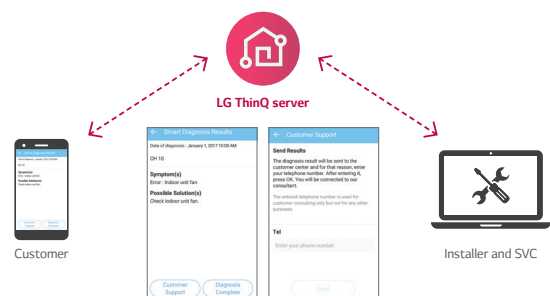 LG ThinQ server
← Smart Diagnosis Results
Date of diagnosis : January 1, 2017 10:00 AM
CH 10
Symptom(s)
Error : Indoor unit fan
Possible Solution(s)
Check indoor unit fan.
Customer
Support
Diagnosis
Complete
← Customer Support
Send Results
The diagnosis result will be sent to the
customer center and for that reason, enter
your telephone number. After entering it,
press OK. You will be connected to our
consultant.
The entered telephone number is used for
customer consulting only but not for any other
purposes.
Tel
Enter your phone number.
Send
Customer
Installer and SVC